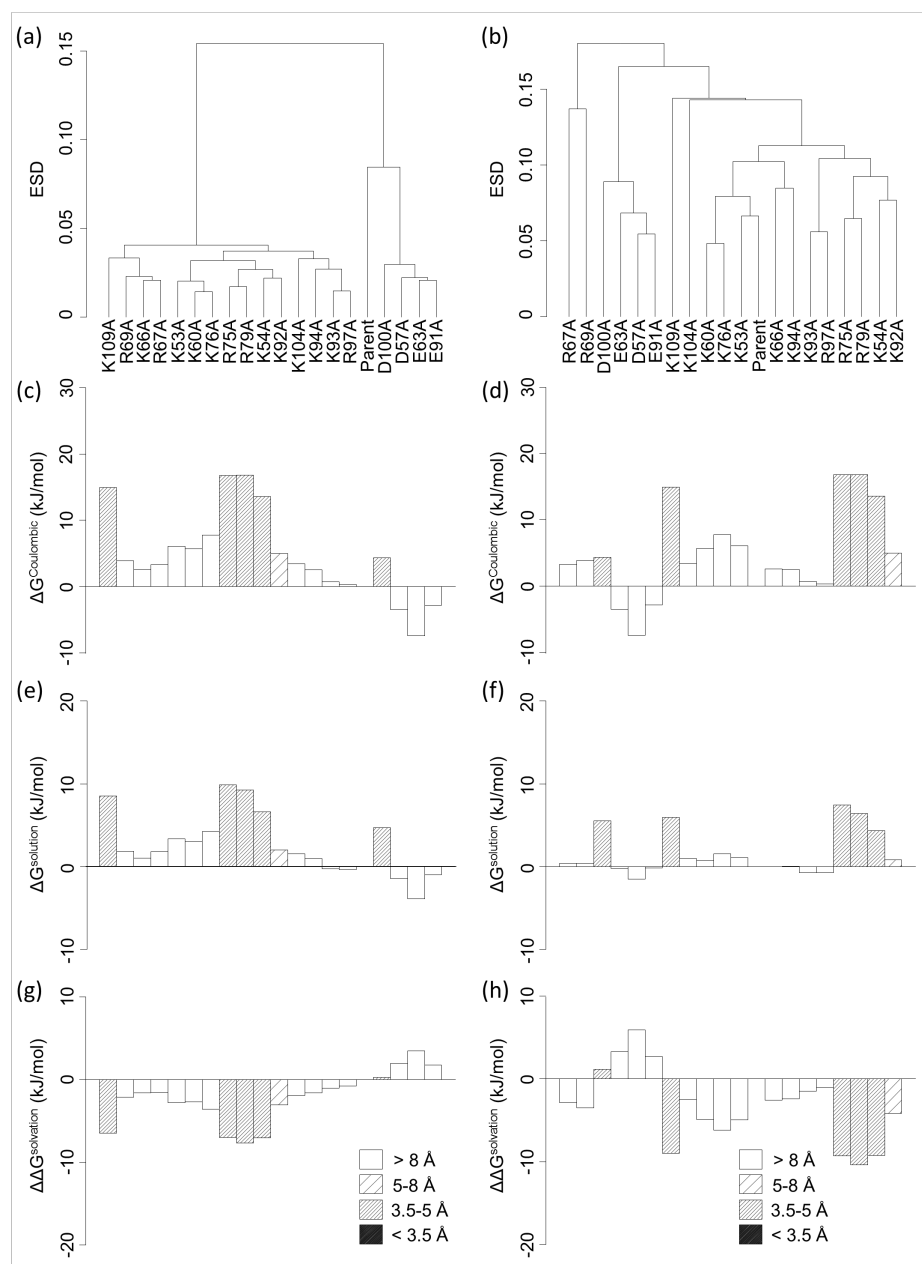 (a)
ESD
0.15
0.10
0.05
0
K109A
R69A
K66A
R67A
K53A
K60A
K76A
R75A
R79A
K54A
K92A
K104A
K94A
K93A
R97A
Parent
D100A
D57A
E63A
E91A
(b)
0.15
0.10
0.05
0
R67A
R69A
D100A
E63A
D57A
E91A
K109A
K104A
K60A
K76A
K53A
Parent
K66A
K94A
K93A
R97A
R75A
R79A
K54A
K92A
(c)
ΔG^Coulombic (kJ/mol)
30
20
10
0
-10
(d)
ΔG^Coulombic (kJ/mol)
30
20
10
0
-10
(e)
ΔG^solution (kJ/mol)
20
10
0
-10
(f)
ΔG^solution (kJ/mol)
20
10
0
-10
(g)
ΔΔG^solvation (kJ/mol)
10
0
-10
-20
> 8 Å
5-8 Å
3.5-5 Å
< 3.5 Å
(h)
ΔΔG^solvation (kJ/mol)
10
0
-10
-20
> 8 Å
5-8 Å
3.5-5 Å
< 3.5 Å